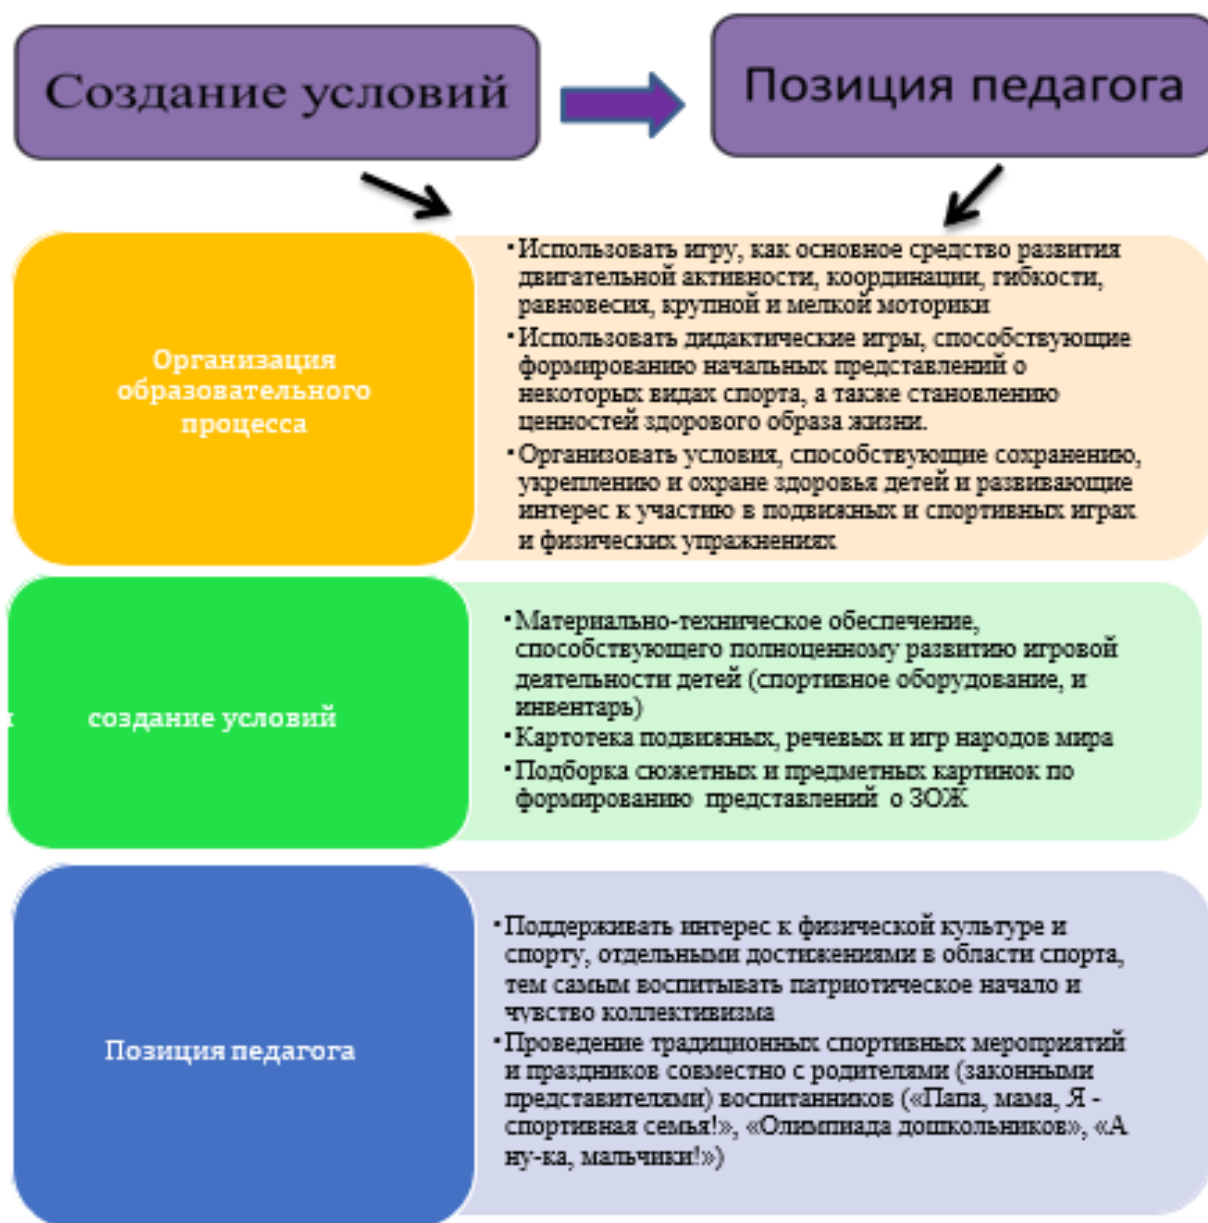 Создание условий
Позиция педагога
Организация
образовательного
процесса
•Использовать игру, как основное средство развития
двигательной активности, координации, гибкости,
равновесия, крупной и мелкой моторики
•Использовать дидактические игры, способствующие
формированию начальных представлений о
некоторых видах спорта, а также становлению
ценностей здорового образа жизни.
•Организовать условия, способствующие сохранению,
укреплению и охране здоровья детей и развивающие
интерес к участию в подвижных и спортивных играх
и физических упражнениях
создание условий
•Материально-техническое обеспечение,
способствующего полноценному развитию игровой
деятельности детей (спортивное оборудование, и
инвентарь)
•Картотека подвижных, речевых и игр народов мира
•Подборка сюжетных и предметных картинок по
формированию представлений о ЗОЖ
Позиция педагога
•Поддерживать интерес к физической культуре и
спорту, отдельными достижениями в области спорта,
тем самым воспитывать патриотическое начало и
чувство коллективизма
•Проведение традиционных спортивных мероприятий
и праздников совместно с родителями (законными
представителями) воспитанников («Папа, мама, Я -
спортивная семья!», «Олимпиада дошкольников», «А
ну-ка, мальчики!»)